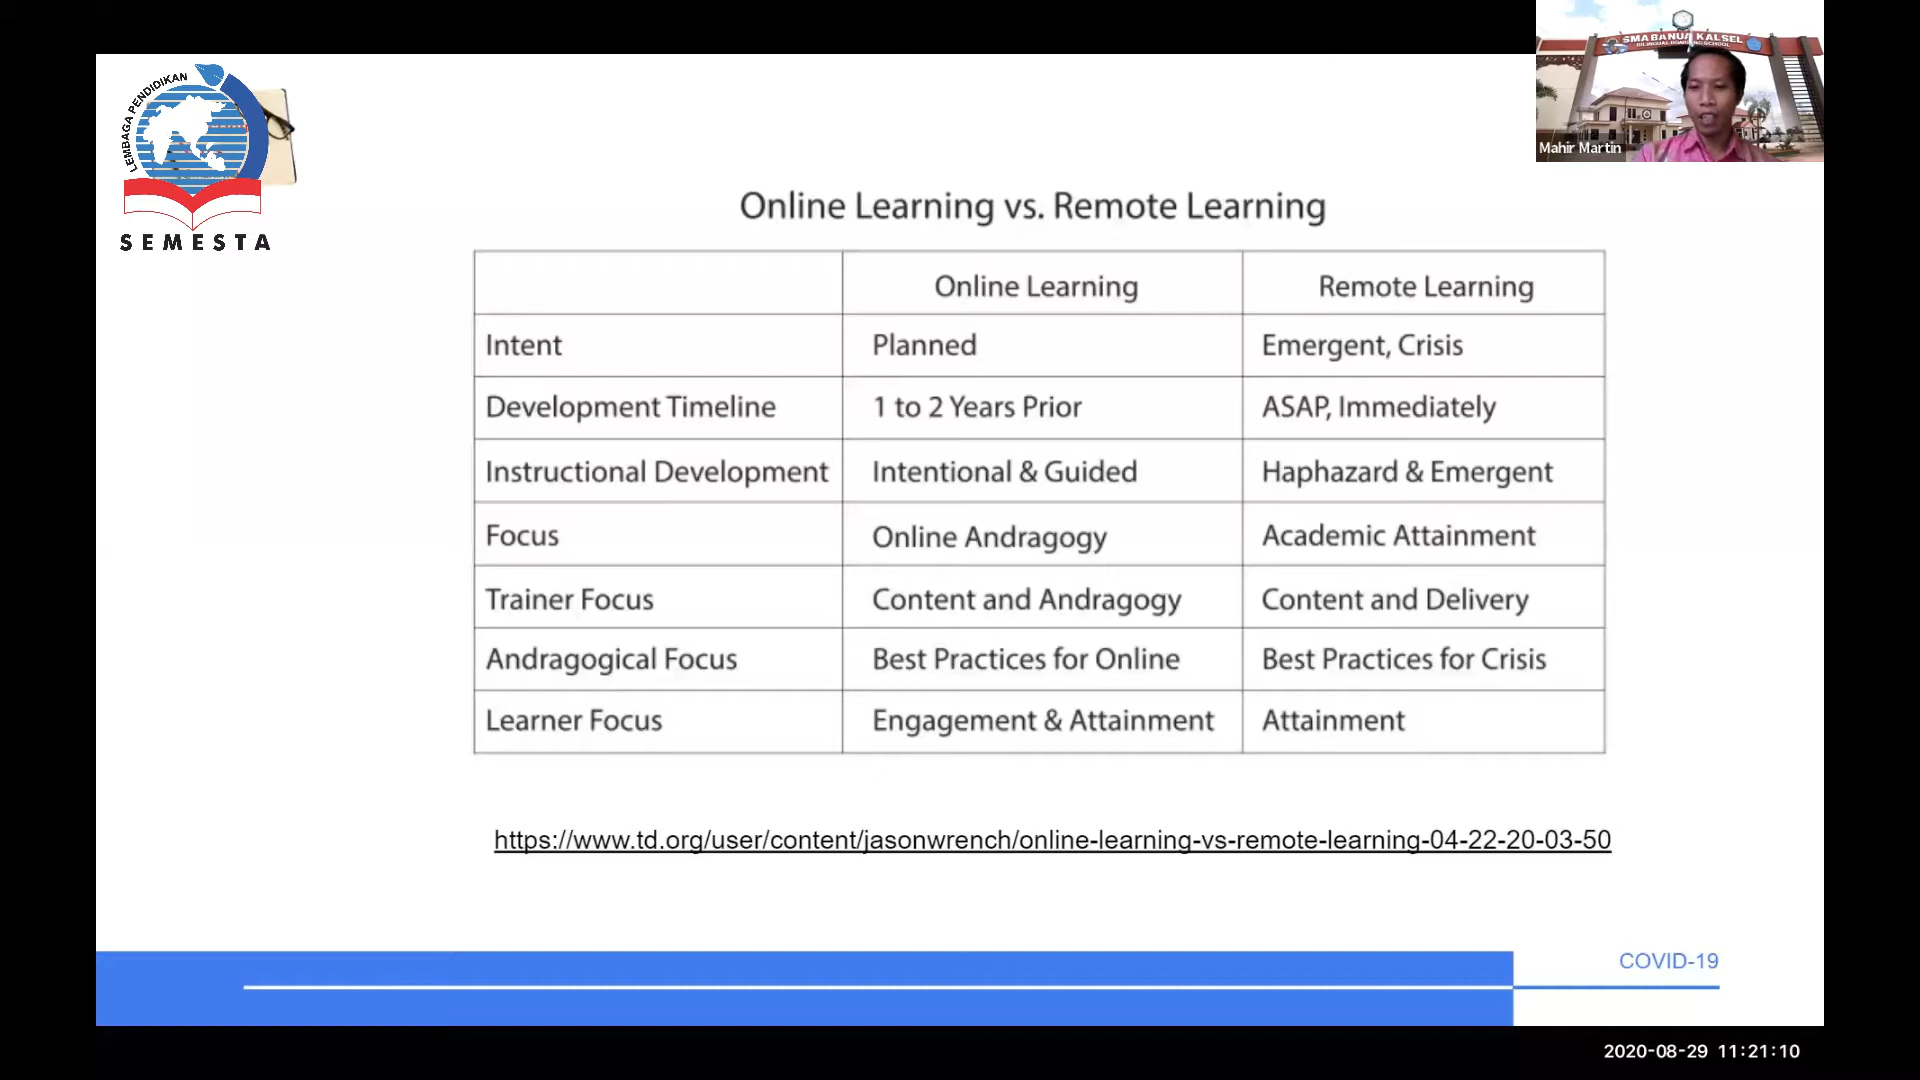 LEMBAGA PENDIDIKAN
SEMESTA
SMA BANUA KALSEL
BILINGUAL BOARDING SCHOOL
Mahir Martin
Online Learning vs. Remote Learning
Online Learning Remote Learning
Intent Planned Emergent, Crisis
Development Timeline 1 to 2 Years Prior ASAP, Immediately
Instructional Development Intentional & Guided Haphazard & Emergent
Focus Online Andragogy Academic Attainment
Trainer Focus Content and Andragogy Content and Delivery
Andragogical Focus Best Practices for Online Best Practices for Crisis
Learner Focus Engagement & Attainment Attainment
https://www.td.org/user/content/jasonwrench/online-learning-vs-remote-learning-04-22-20-03-50
COVID-19
2020-08-29 11:21:10